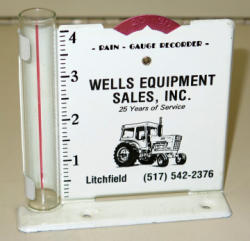 - RAIN - GAUGE RECORDER -
WELLS EQUIPMENT
SALES, INC.
25 Years of Service
Litchfield (517) 542-2376
4
3
2
1